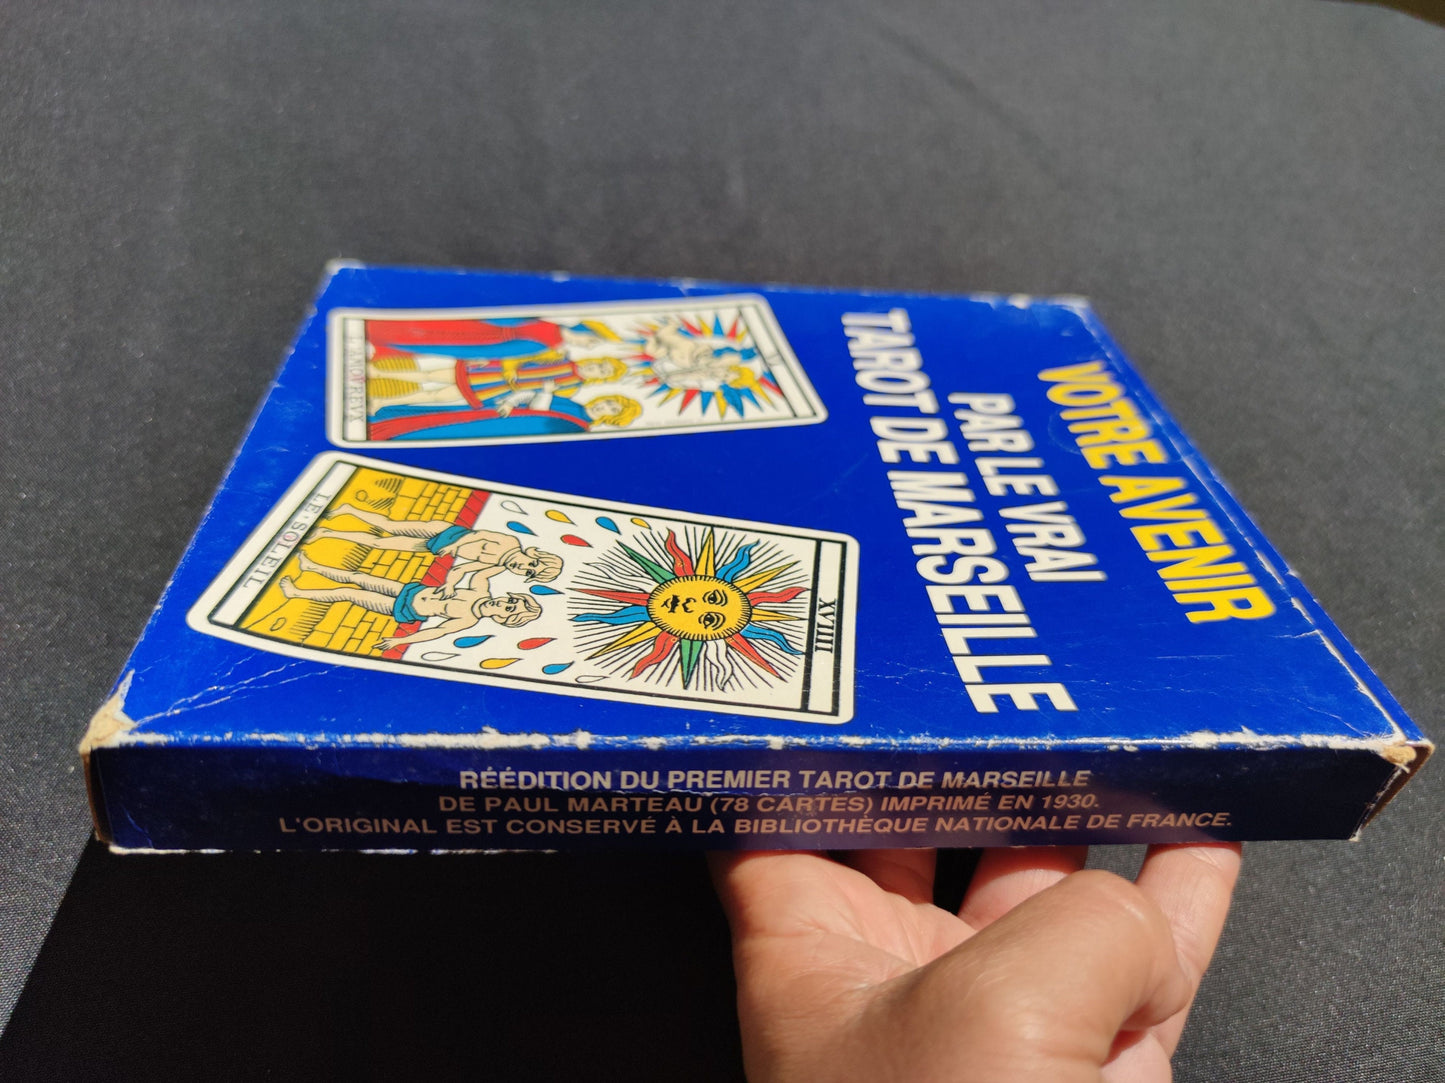 VOTRE AVENIR
PAR LE VRAI
TAROT DE MARSEILLE
VI
L'AMOVREVX
XVIIII
LE·SOLEIL
RÉÉDITION DU PREMIER TAROT DE MARSEILLE
DE PAUL MARTEAU (78 CARTES) IMPRIMÉ EN 1930.
L'ORIGINAL EST CONSERVÉ À LA BIBLIOTHÈQUE NATIONALE DE FRANCE.